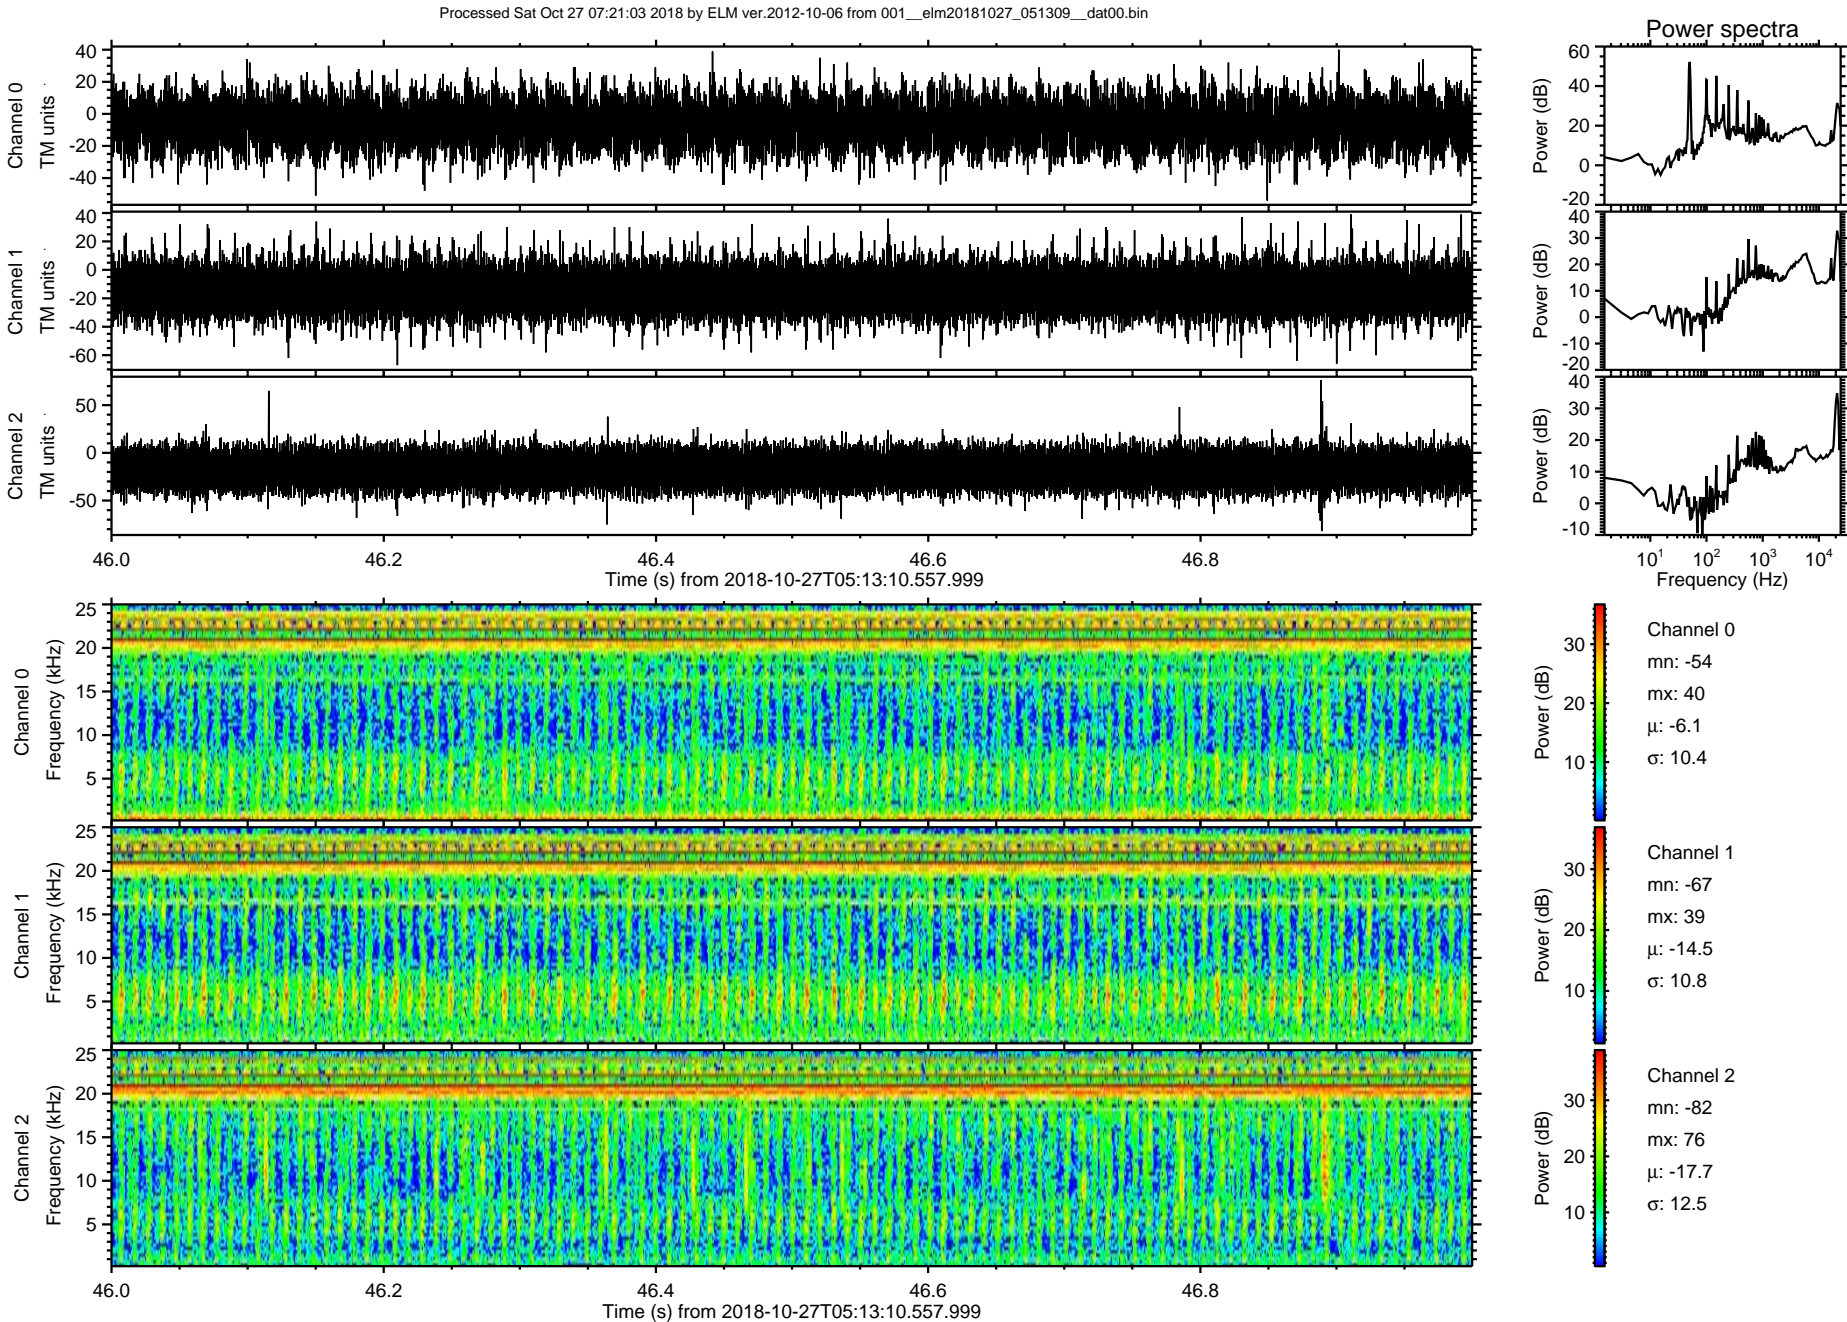 Processed Sat Oct 27 07:21:03 2018 by ELM ver.2012-10-06 from 001__elm20181027_051309__dat00.bin
Power spectra
Channel 0
TM units
40
20
0
-20
-40
Power (dB)
60
40
20
0
-20
Channel 1
TM units
40
20
0
-20
-40
-60
Power (dB)
40
30
20
10
0
-10
-20
Channel 2
TM units
50
0
-50
Power (dB)
40
30
20
10
0
-10
46.0 46.2 46.4 46.6 46.8
Time (s) from 2018-10-27T05:13:10.557.999
10^1 10^2 10^3 10^4
Frequency (Hz)
Channel 0
Frequency (kHz)
25
20
15
10
5
Power (dB)
30
20
10
Channel 0
mn: -54
mx: 40
μ: -6.1
σ: 10.4
Channel 1
Frequency (kHz)
25
20
15
10
5
Power (dB)
30
20
10
Channel 1
mn: -67
mx: 39
μ: -14.5
σ: 10.8
Channel 2
Frequency (kHz)
25
20
15
10
5
Power (dB)
30
20
10
Channel 2
mn: -82
mx: 76
μ: -17.7
σ: 12.5
46.0 46.2 46.4 46.6 46.8
Time (s) from 2018-10-27T05:13:10.557.999